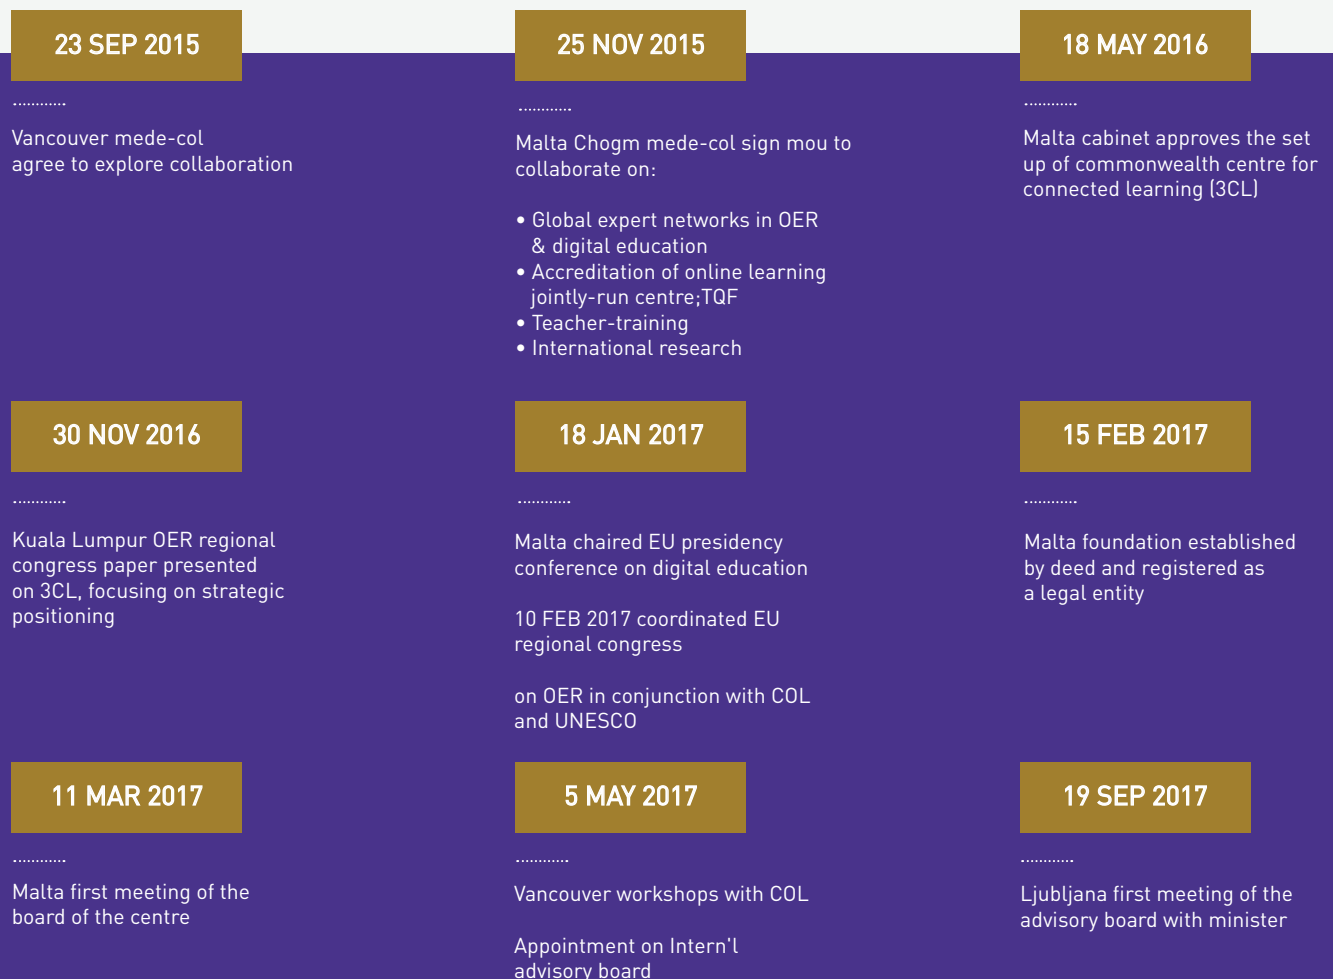 23 SEP 2015
............
Vancouver mede-col
agree to explore collaboration
25 NOV 2015
............
Malta Chogm mede-col sign mou to
collaborate on:
• Global expert networks in OER
& digital education
• Accreditation of online learning
jointly-run centre;TQF
• Teacher-training
• International research
18 MAY 2016
............
Malta cabinet approves the set
up of commonwealth centre for
connected learning (3CL)
30 NOV 2016
............
Kuala Lumpur OER regional
congress paper presented
on 3CL, focusing on strategic
positioning
18 JAN 2017
............
Malta chaired EU presidency
conference on digital education
10 FEB 2017 coordinated EU
regional congress
on OER in conjunction with COL
and UNESCO
15 FEB 2017
............
Malta foundation established
by deed and registered as
a legal entity
11 MAR 2017
............
Malta first meeting of the
board of the centre
5 MAY 2017
............
Vancouver workshops with COL
Appointment on Intern'l
advisory board
19 SEP 2017
............
Ljubljana first meeting of the
advisory board with minister